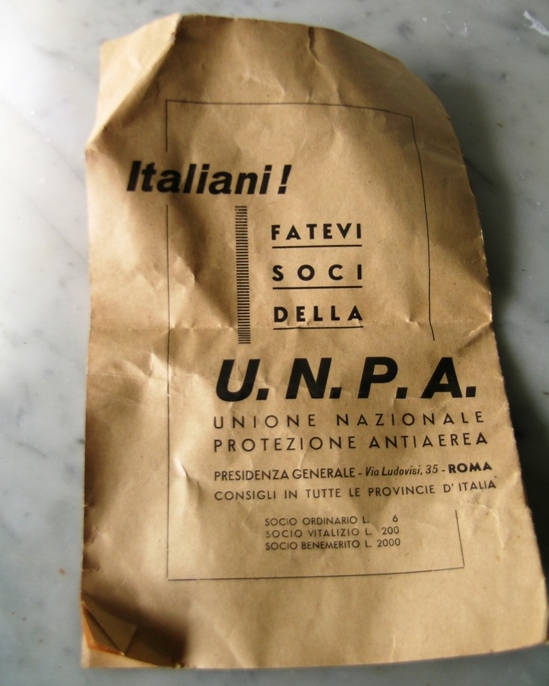 Italiani!
FATEVI
SOCI
DELLA
U. N. P. A.
UNIONE NAZIONALE
PROTEZIONE ANTIAEREA
PRESIDENZA GENERALE - Via Ludovisi, 35 - ROMA
CONSIGLI IN TUTTE LE PROVINCIE D'ITALIA
SOCIO ORDINARIO L. 6
SOCIO VITALIZIO L. 200
SOCIO BENEMERITO L. 2000